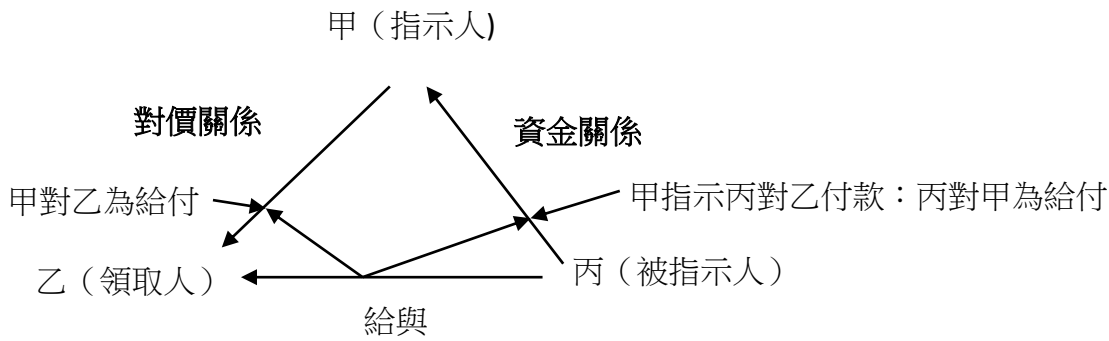 甲（指示人)
對價關係
資金關係
甲對乙為給付
甲指示丙對乙付款：丙對甲為給付
乙（領取人）
丙（被指示人）
給與